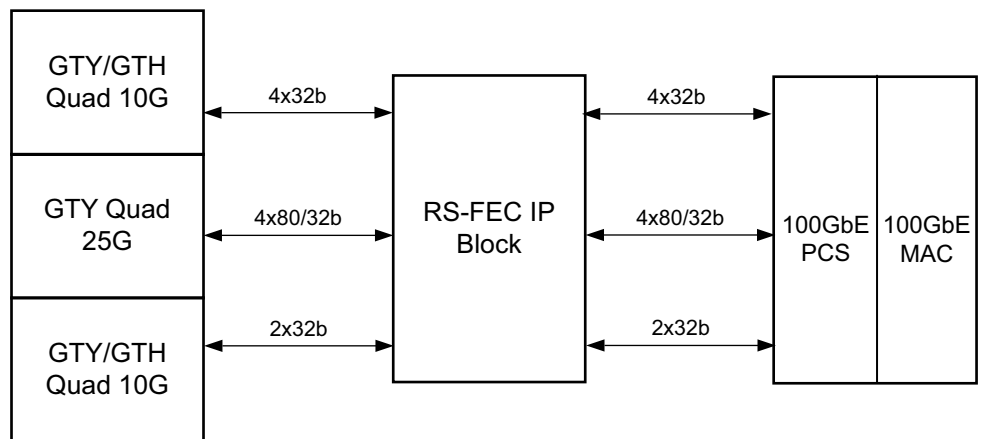 GTY/GTH
Quad 10G
GTY Quad
25G
GTY/GTH
Quad 10G
4x32b
4x80/32b
2x32b
RS-FEC IP
Block
4x32b
4x80/32b
2x32b
100GbE
PCS
100GbE
MAC